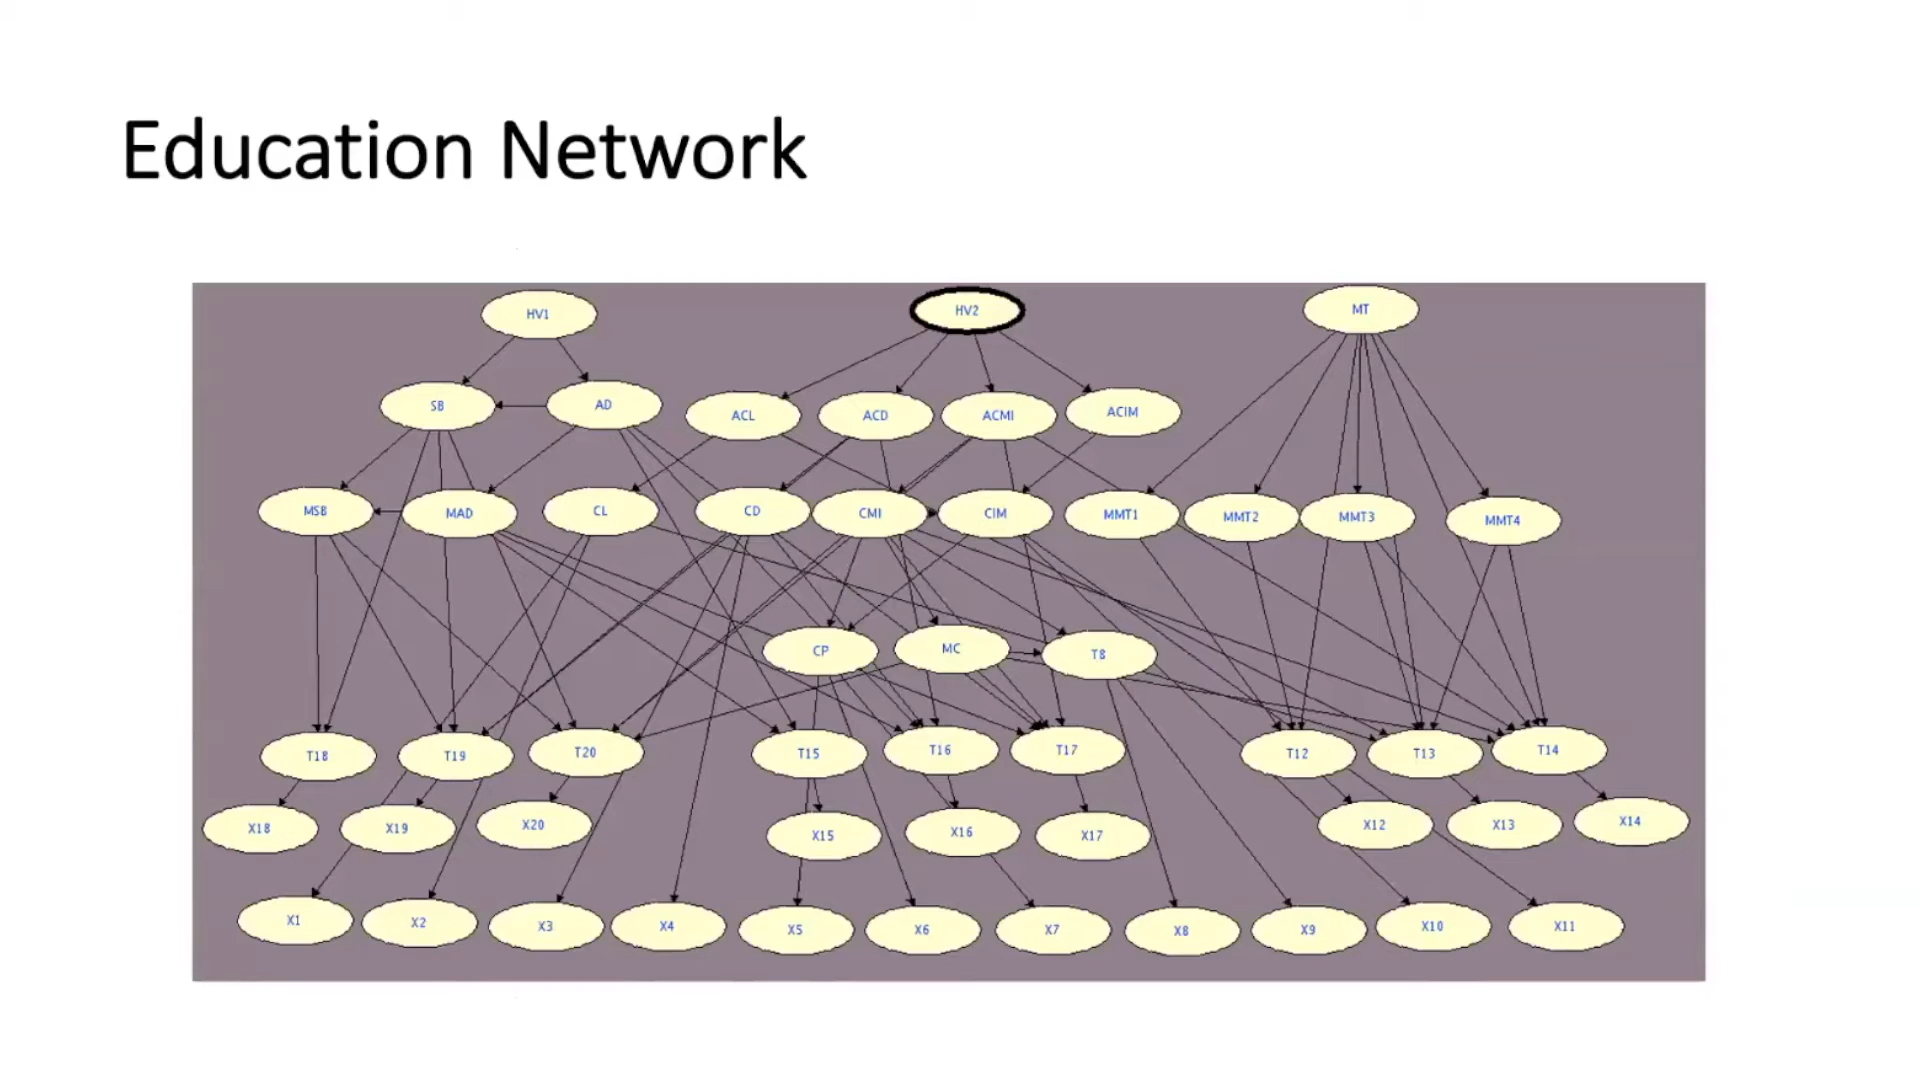 Education Network
HV1
HV2
MT
SB
AD
ACL
ACD
ACMI
ACIM
MSB
MAD
CL
CD
CMI
CIM
MMT1
MMT2
MMT3
MMT4
CP
MC
T8
T18
T19
T20
T15
T16
T17
T12
T13
T14
X18
X19
X20
X15
X16
X17
X12
X13
X14
X1
X2
X3
X4
X5
X6
X7
X8
X9
X10
X11